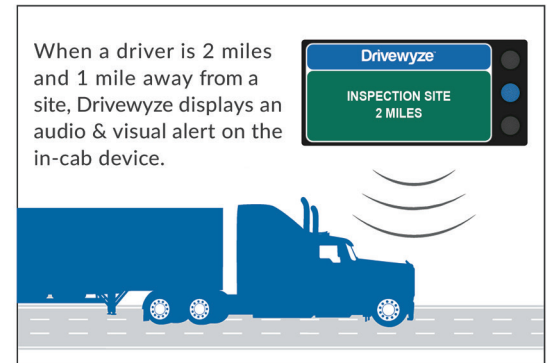 When a driver is 2 miles
and 1 mile away from a
site, Drivewyze displays an
audio & visual alert on the
in-cab device.
Drivewyze
INSPECTION SITE
2 MILES